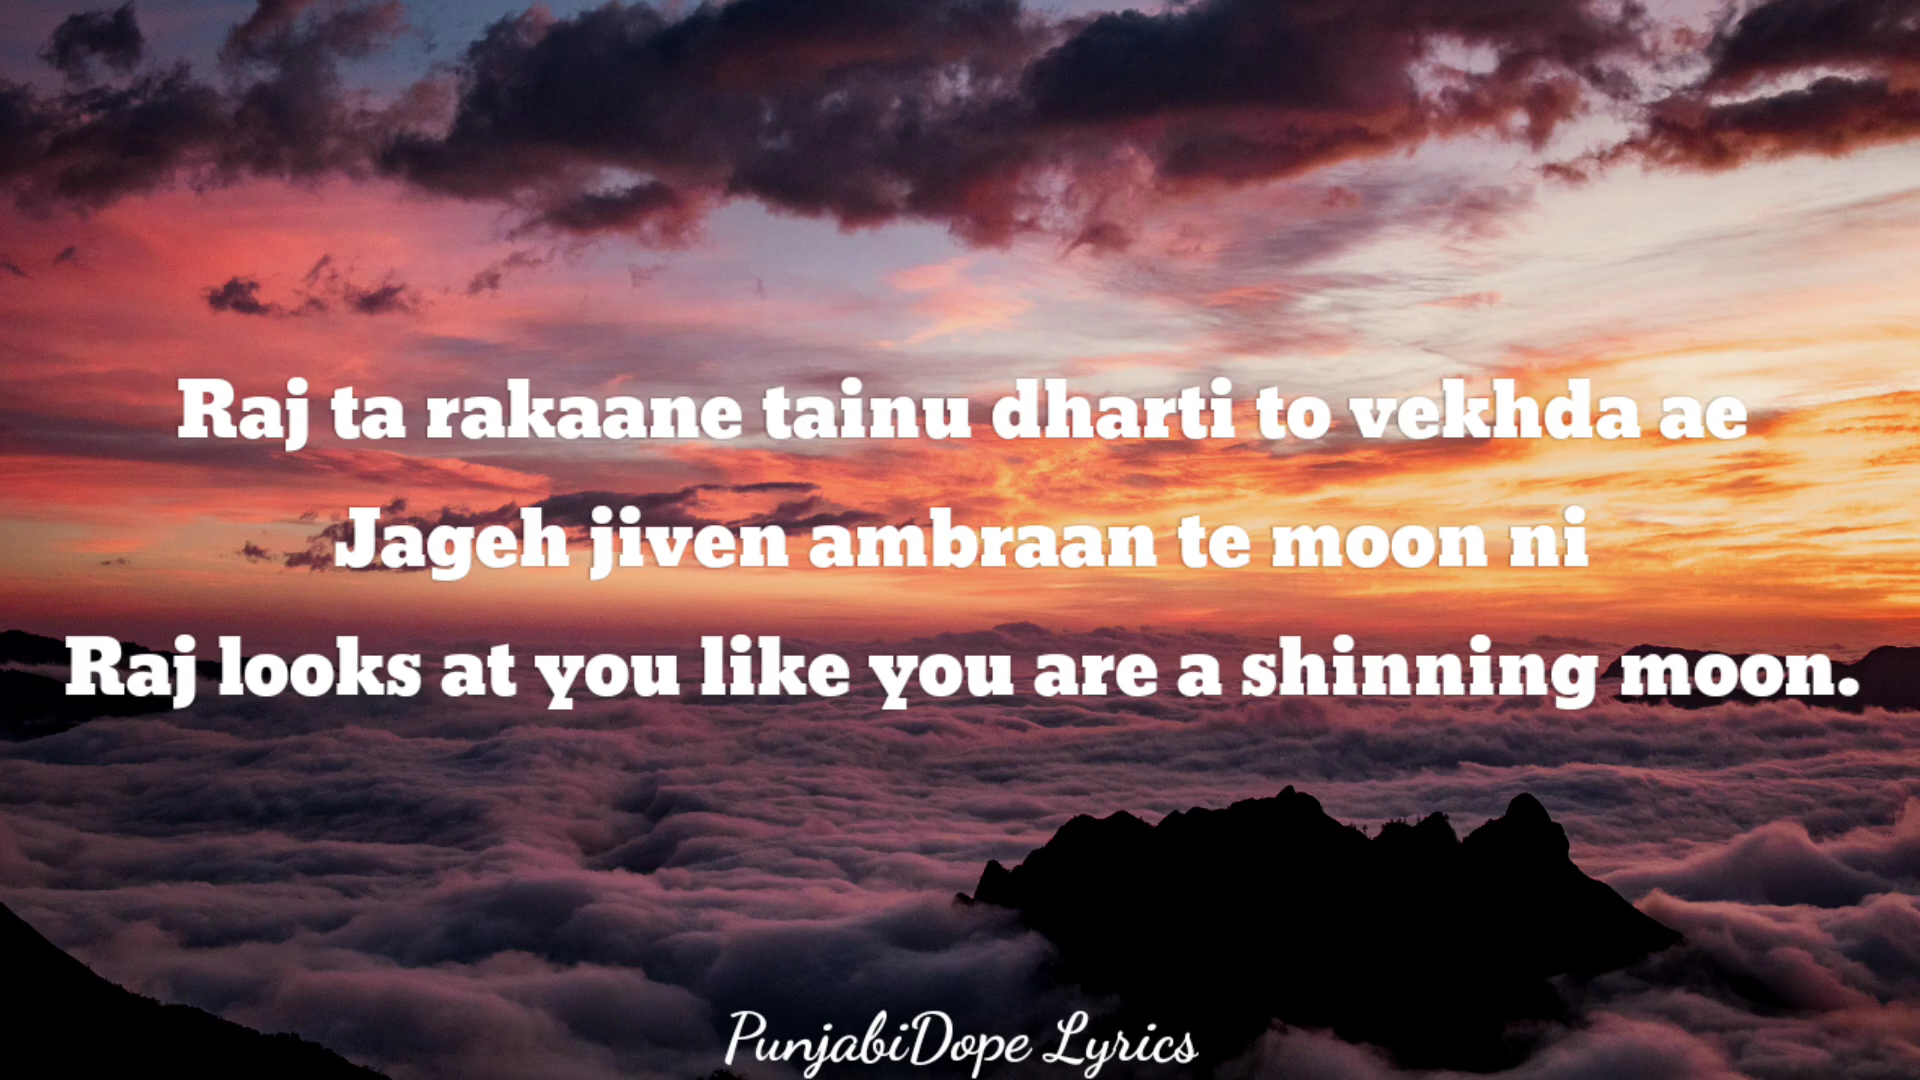 Raj ta rakaane tainu dharti to vekhda ae
Jageh jiven ambraan te moon ni
Raj looks at you like you are a shinning moon.
PunjabiDope Lyrics